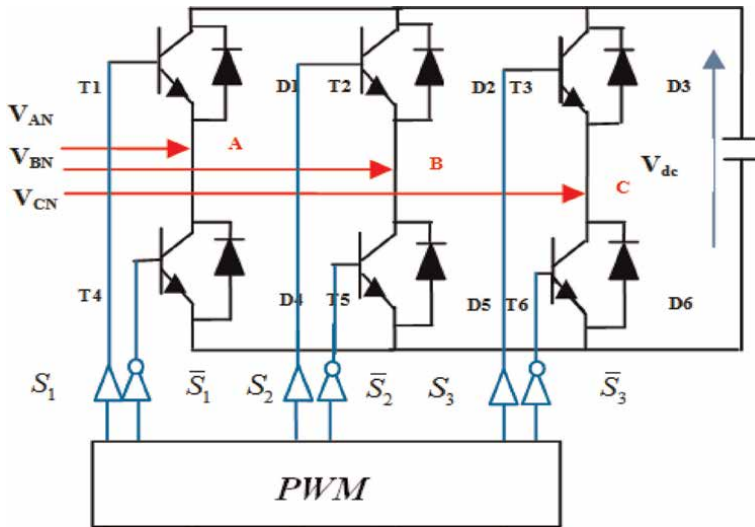 T1 D1 T2 D2 T3 D3
V_AN
A
V_BN
B
V_dc
V_CN
C
T4 D4 T5 D5 T6 D6
S_1 S̅_1 S_2 S̅_2 S_3 S̅_3
PWM